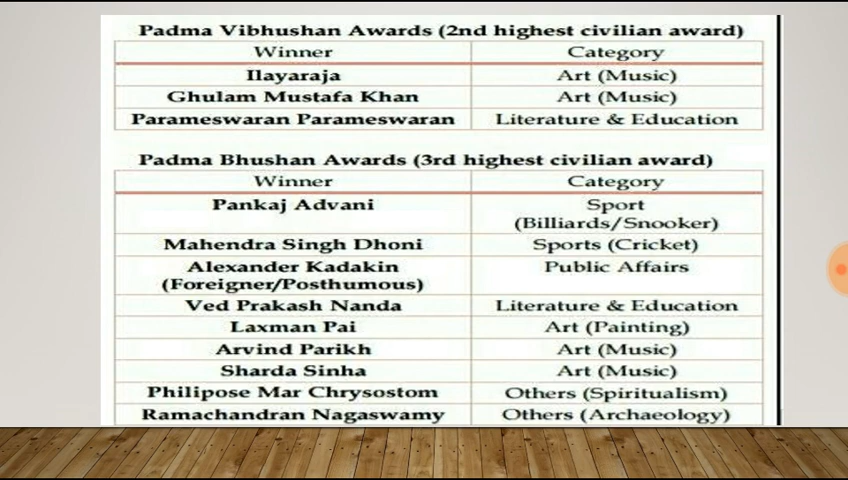 Padma Vibhushan Awards (2nd highest civilian award)
Winner Category
Ilayaraja Art (Music)
Ghulam Mustafa Khan Art (Music)
Parameswaran Parameswaran Literature & Education
Padma Bhushan Awards (3rd highest civilian award)
Winner Category
Pankaj Advani Sport
(Billiards/Snooker)
Mahendra Singh Dhoni Sports (Cricket)
Alexander Kadakin Public Affairs
(Foreigner/Posthumous)
Ved Prakash Nanda Literature & Education
Laxman Pai Art (Painting)
Arvind Parikh Art (Music)
Sharda Sinha Art (Music)
Philipose Mar Chrysostom Others (Spiritualism)
Ramachandran Nagaswamy Others (Archaeology)